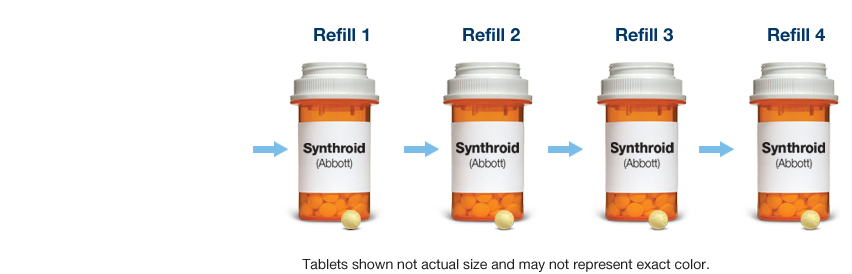 Refill 1
Refill 2
Refill 3
Refill 4
Synthroid
(Abbott)
Synthroid
(Abbott)
Synthroid
(Abbott)
Synthroid
(Abbott)
Tablets shown not actual size and may not represent exact color.